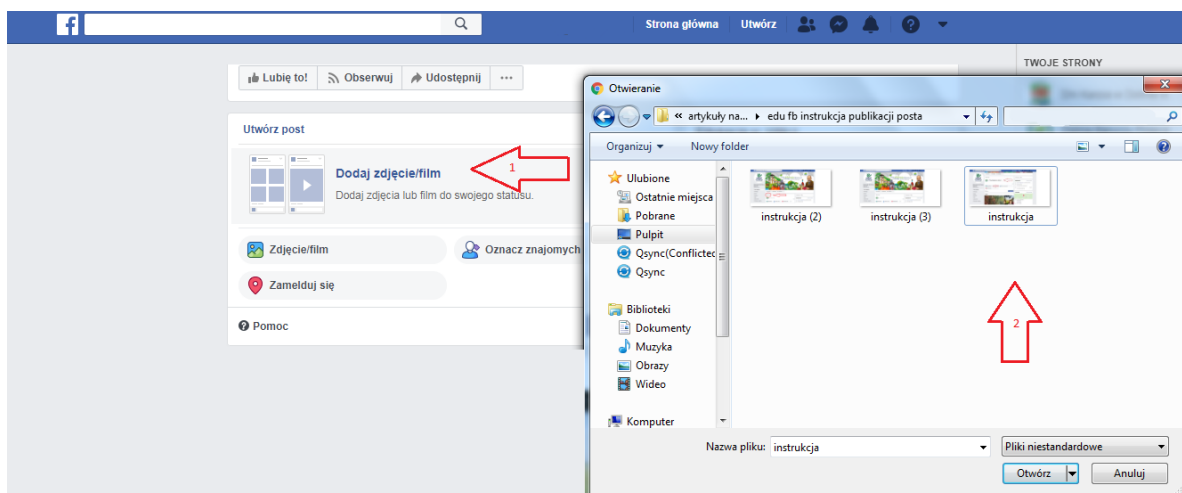 f
Strona główna Utwórz
TWOJE STRONY
Lubię to! Obserwuj Udostępnij ...
Utwórz post
Dodaj zdjęcie/film
Dodaj zdjęcia lub film do swojego statusu.
1
Zdjęcie/film Oznacz znajomych
Zamelduj się
? Pomoc
Otwieranie
« artykuły na... ▸ edu fb instrukcja publikacji posta
Organizuj Nowy folder
Ulubione
Ostatnie miejsca
Pobrane
Pulpit
Qsync(Conflictec
Qsync
Biblioteki
Dokumenty
Muzyka
Obrazy
Wideo
Komputer
instrukcja (2) instrukcja (3) instrukcja
2
Nazwa pliku: instrukcja Pliki niestandardowe
Otwórz Anuluj